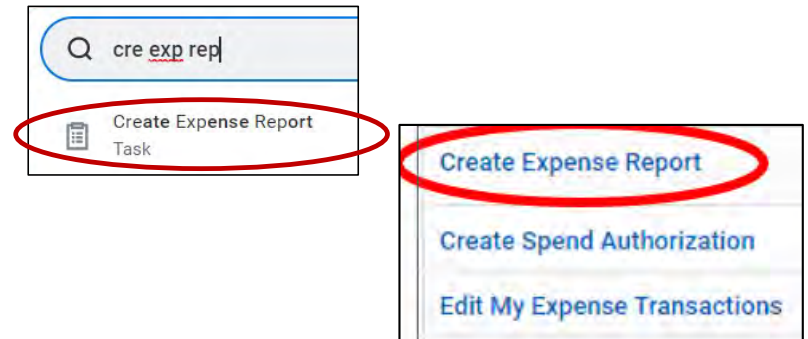 cre exp rep
Create Expense Report
Task
Create Expense Report
Create Spend Authorization
Edit My Expense Transactions